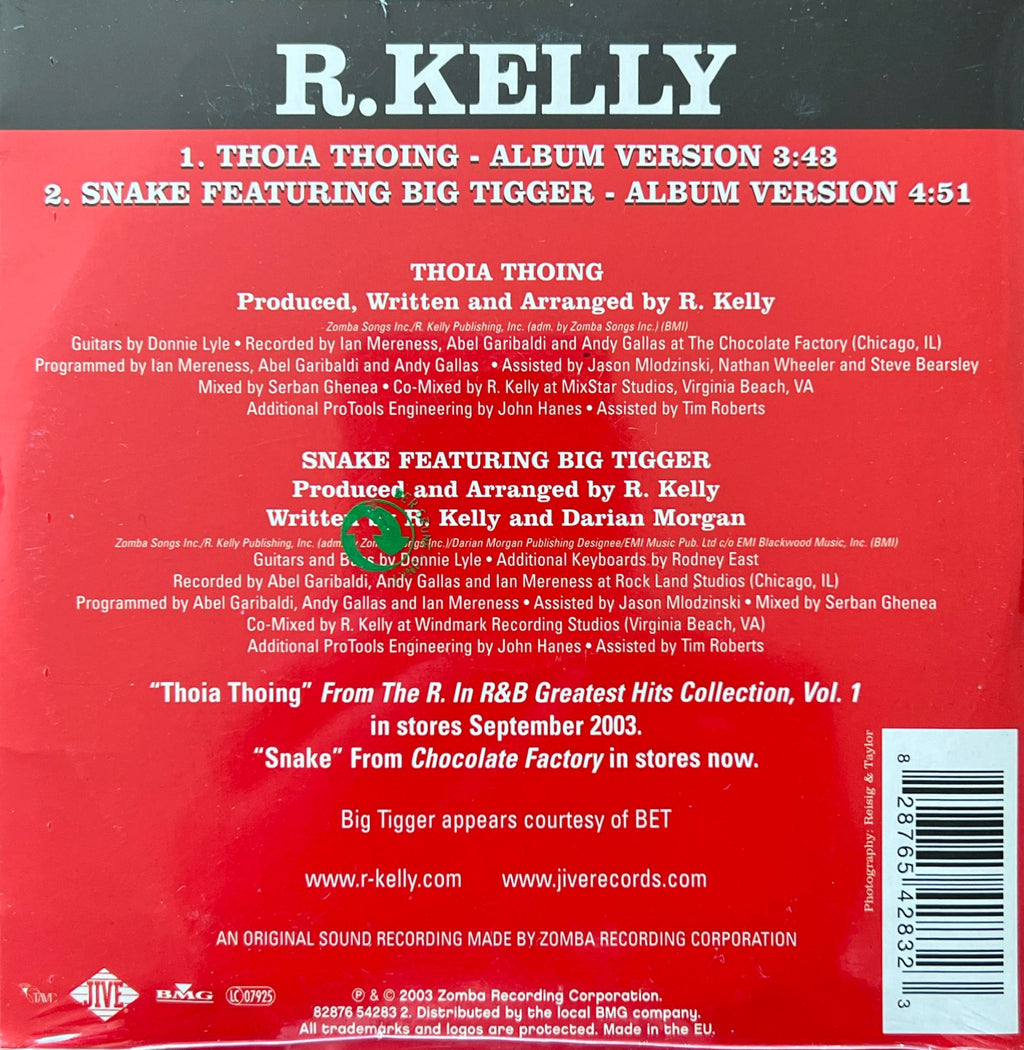 R.KELLY
1. THOIA THOING - ALBUM VERSION 3:43
2. SNAKE FEATURING BIG TIGGER - ALBUM VERSION 4:51
THOIA THOING
Produced, Written and Arranged by R. Kelly
Zomba Songs Inc./R. Kelly Publishing, Inc. (adm. by Zomba Songs Inc.) (BMI)
Guitars by Donnie Lyle • Recorded by Ian Mereness, Abel Garibaldi and Andy Gallas at The Chocolate Factory (Chicago, IL)
Programmed by Ian Mereness, Abel Garibaldi and Andy Gallas • Assisted by Jason Mlodzinski, Nathan Wheeler and Steve Bearsley
Mixed by Serban Ghenea • Co-Mixed by R. Kelly at MixStar Studios, Virginia Beach, VA
Additional ProTools Engineering by John Hanes • Assisted by Tim Roberts
SNAKE FEATURING BIG TIGGER
Produced and Arranged by R. Kelly
Written by R. Kelly and Darian Morgan
Zomba Songs Inc./R. Kelly Publishing, Inc. (adm. by Zomba Songs Inc.)/Darian Morgan Publishing Designee/EMI Music Pub. Ltd c/o EMI Blackwood Music, Inc. (BMI)
Guitars and Bass by Donnie Lyle • Additional Keyboards by Rodney East
Recorded by Abel Garibaldi, Andy Gallas and Ian Mereness at Rock Land Studios (Chicago, IL)
Programmed by Abel Garibaldi, Andy Gallas and Ian Mereness • Assisted by Jason Mlodzinski • Mixed by Serban Ghenea
Co-Mixed by R. Kelly at Windmark Recording Studios (Virginia Beach, VA)
Additional ProTools Engineering by John Hanes • Assisted by Tim Roberts
“Thoia Thoing” From The R. In R&B Greatest Hits Collection, Vol. 1
in stores September 2003.
“Snake” From Chocolate Factory in stores now.
Big Tigger appears courtesy of BET
www.r-kelly.com www.jiverecords.com
AN ORIGINAL SOUND RECORDING MADE BY ZOMBA RECORDING CORPORATION
Photography: Reisig & Taylor
8 28765 42832 3
JIVE
BMG
LC 07925
℗ & © 2003 Zomba Recording Corporation.
82876 54283 2. Distributed by the local BMG company.
All trademarks and logos are protected. Made in the EU.